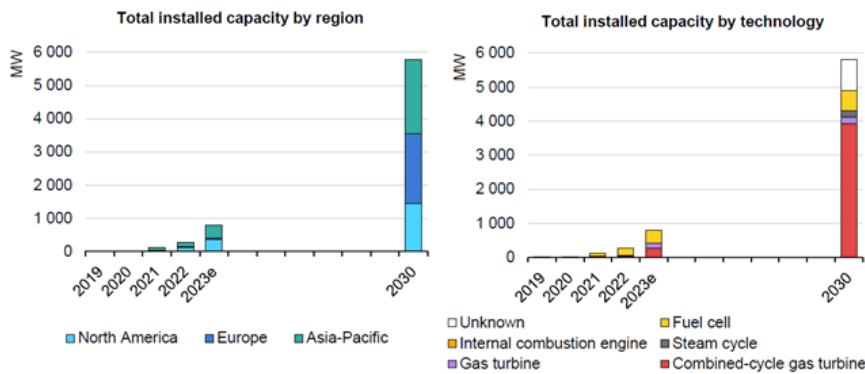 Total installed capacity by region
MW
6 000
5 000
4 000
3 000
2 000
1 000
0
2019
2020
2021
2022
2023e
2030
North America
Europe
Asia-Pacific
Total installed capacity by technology
MW
6 000
5 000
4 000
3 000
2 000
1 000
0
2019
2020
2021
2022
2023e
2030
Unknown
Fuel cell
Internal combustion engine
Steam cycle
Gas turbine
Combined-cycle gas turbine